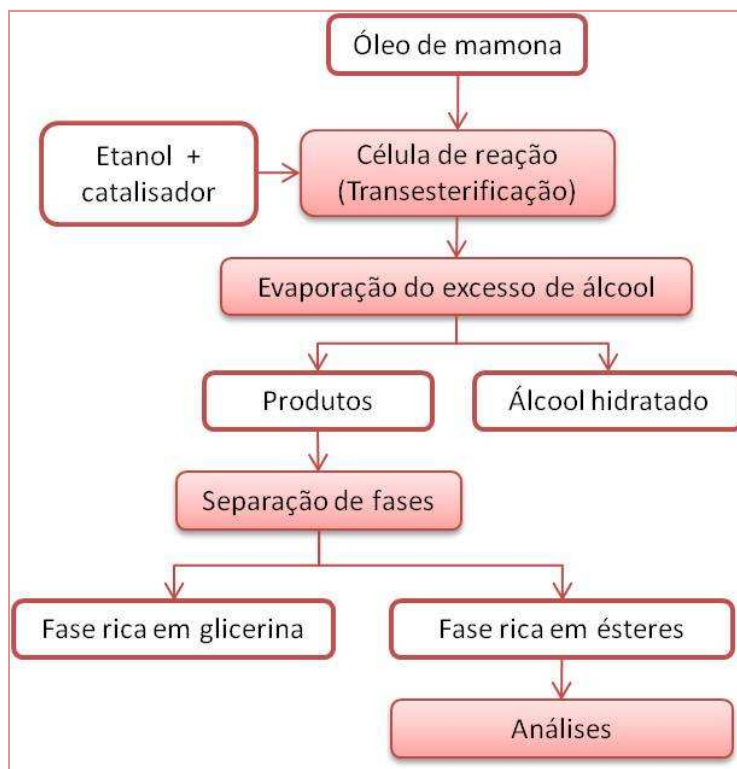 Óleo de mamona
Etanol +
catalisador
Célula de reação
(Transesterificação)
Evaporação do excesso de álcool
Produtos
Álcool hidratado
Separação de fases
Fase rica em glicerina
Fase rica em ésteres
Análises